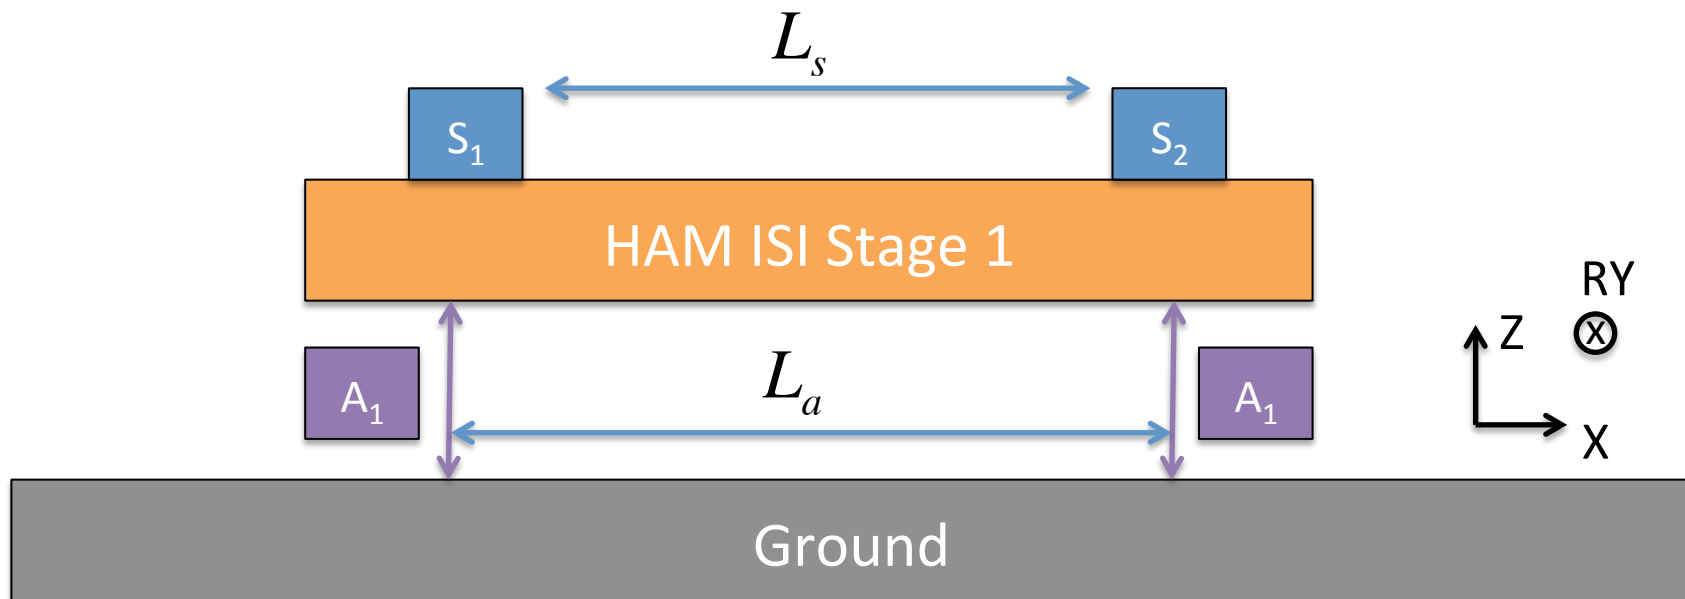 Lₛ
S₁
S₂
HAM ISI Stage 1
RY
Z
X
X
A₁
Lₐ
A₁
Ground